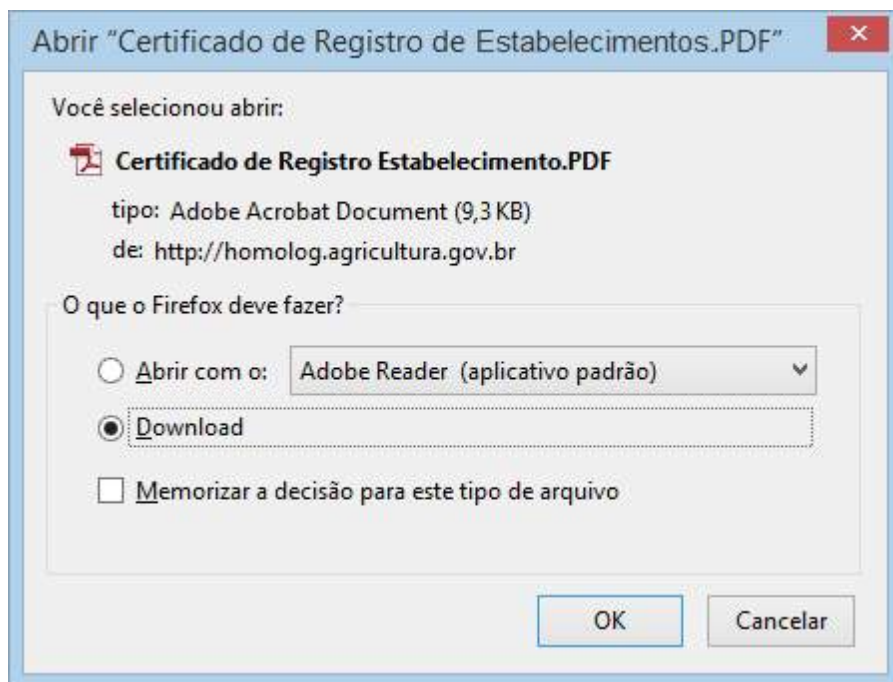 Abrir “Certificado de Registro de Estabelecimentos.PDF”
Você selecionou abrir:
Certificado de Registro Estabelecimento.PDF
tipo: Adobe Acrobat Document (9,3 KB)
de: http://homolog.agricultura.gov.br
O que o Firefox deve fazer?
Abrir com o: Adobe Reader (aplicativo padrão)
Download
Memorizar a decisão para este tipo de arquivo
OK Cancelar